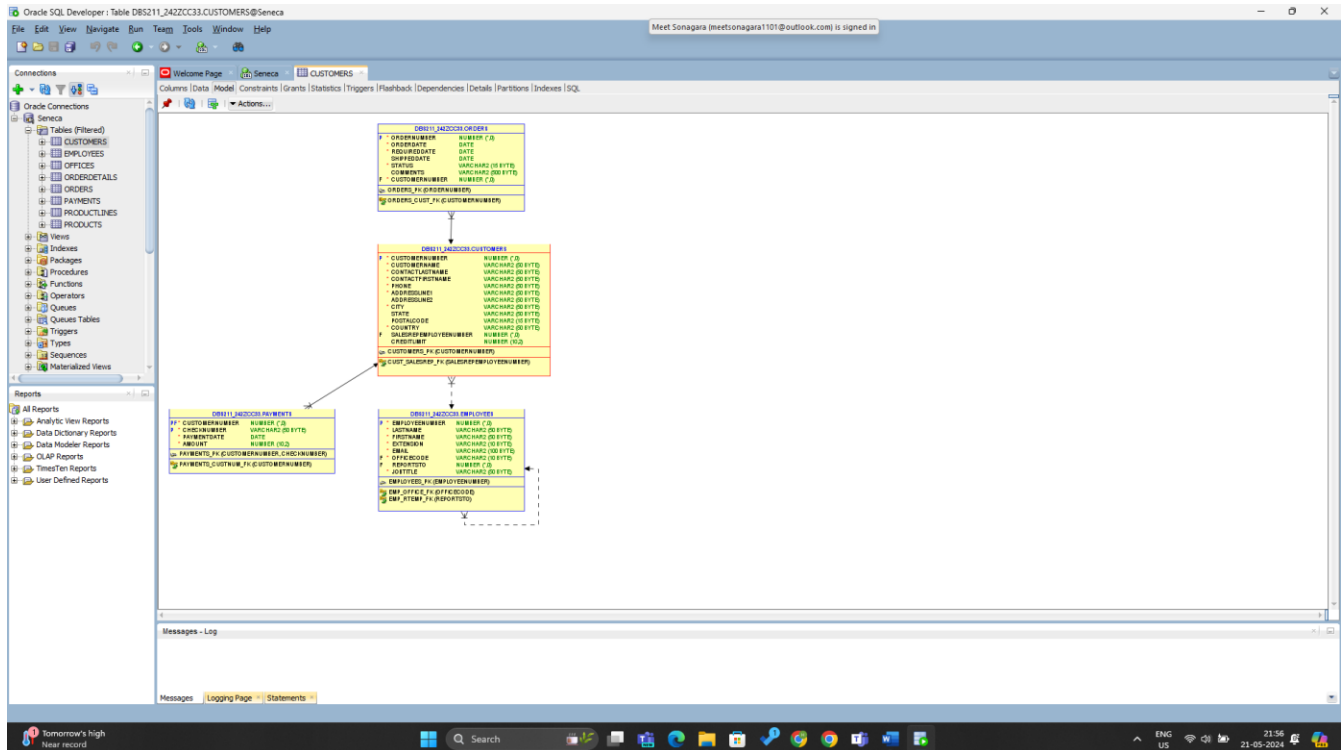 Oracle SQL Developer : Table DBS211_242ZCC33.CUSTOMERS@Seneca
Meet Sonagara (meetsonagara1101@outlook.com) is signed in
File Edit View Navigate Run Team Tools Window Help
Connections
Oracle Connections
Seneca
Tables (Filtered)
CUSTOMERS
EMPLOYEES
OFFICES
ORDERDETAILS
ORDERS
PAYMENTS
PRODUCTLINES
PRODUCTS
Views
Indexes
Packages
Procedures
Functions
Operators
Queues
Queues Tables
Triggers
Types
Sequences
Materialized Views
Reports
All Reports
Analytic View Reports
Data Dictionary Reports
Data Modeler Reports
OLAP Reports
TimesTen Reports
User Defined Reports
Welcome Page Seneca CUSTOMERS
Columns |Data |Model |Constraints |Grants |Statistics |Triggers |Flashback |Dependencies |Details |Partitions |Indexes |SQL
Actions...
DBS211_242ZCC33.ORDERS
F * ORDERNUMBER NUMBER (*,0)
* ORDERDATE DATE
* REQUIREDDATE DATE
SHIPPEDDATE DATE
* STATUS VARCHAR2 (15 BYTE)
COMMENTS VARCHAR2 (500 BYTE)
F * CUSTOMERNUMBER NUMBER (*,0)
ORDERS_PK (ORDERNUMBER)
ORDERS_CUST_FK (CUSTOMERNUMBER)
DBS211_242ZCC33.CUSTOMERS
P * CUSTOMERNUMBER NUMBER (*,0)
* CUSTOMERNAME VARCHAR2 (50 BYTE)
* CONTACTLASTNAME VARCHAR2 (50 BYTE)
* CONTACTFIRSTNAME VARCHAR2 (50 BYTE)
* PHONE VARCHAR2 (50 BYTE)
* ADDRESSLINE1 VARCHAR2 (50 BYTE)
ADDRESSLINE2 VARCHAR2 (50 BYTE)
* CITY VARCHAR2 (50 BYTE)
STATE VARCHAR2 (50 BYTE)
POSTALCODE VARCHAR2 (15 BYTE)
* COUNTRY VARCHAR2 (50 BYTE)
F SALESREPEMPLOYEENUMBER NUMBER (*,0)
CREDITLIMIT NUMBER (10,2)
CUSTOMERS_PK (CUSTOMERNUMBER)
CUST_SALESREP_FK (SALESREPEMPLOYEENUMBER)
DBS211_242ZCC33.PAYMENTS
PF* CUSTOMERNUMBER NUMBER (*,0)
P * CHECKNUMBER VARCHAR2 (50 BYTE)
* PAYMENTDATE DATE
* AMOUNT NUMBER (10,2)
PAYMENTS_PK (CUSTOMERNUMBER, CHECKNUMBER)
PAYMENTS_CUSTNUM_FK (CUSTOMERNUMBER)
DBS211_242ZCC33.EMPLOYEES
P * EMPLOYEENUMBER NUMBER (*,0)
* LASTNAME VARCHAR2 (50 BYTE)
* FIRSTNAME VARCHAR2 (50 BYTE)
* EXTENSION VARCHAR2 (10 BYTE)
* EMAIL VARCHAR2 (100 BYTE)
F * OFFICECODE VARCHAR2 (10 BYTE)
F REPORTSTO NUMBER (*,0)
* JOBTITLE VARCHAR2 (50 BYTE)
EMPLOYEES_PK (EMPLOYEENUMBER)
EMP_OFFICE_FK (OFFICECODE)
EMP_RTEMP_FK (REPORTSTO)
Messages - Log
Messages Logging Page Statements
Tomorrow's high
Near record
Search
ENG
US
21:56
21-05-2024